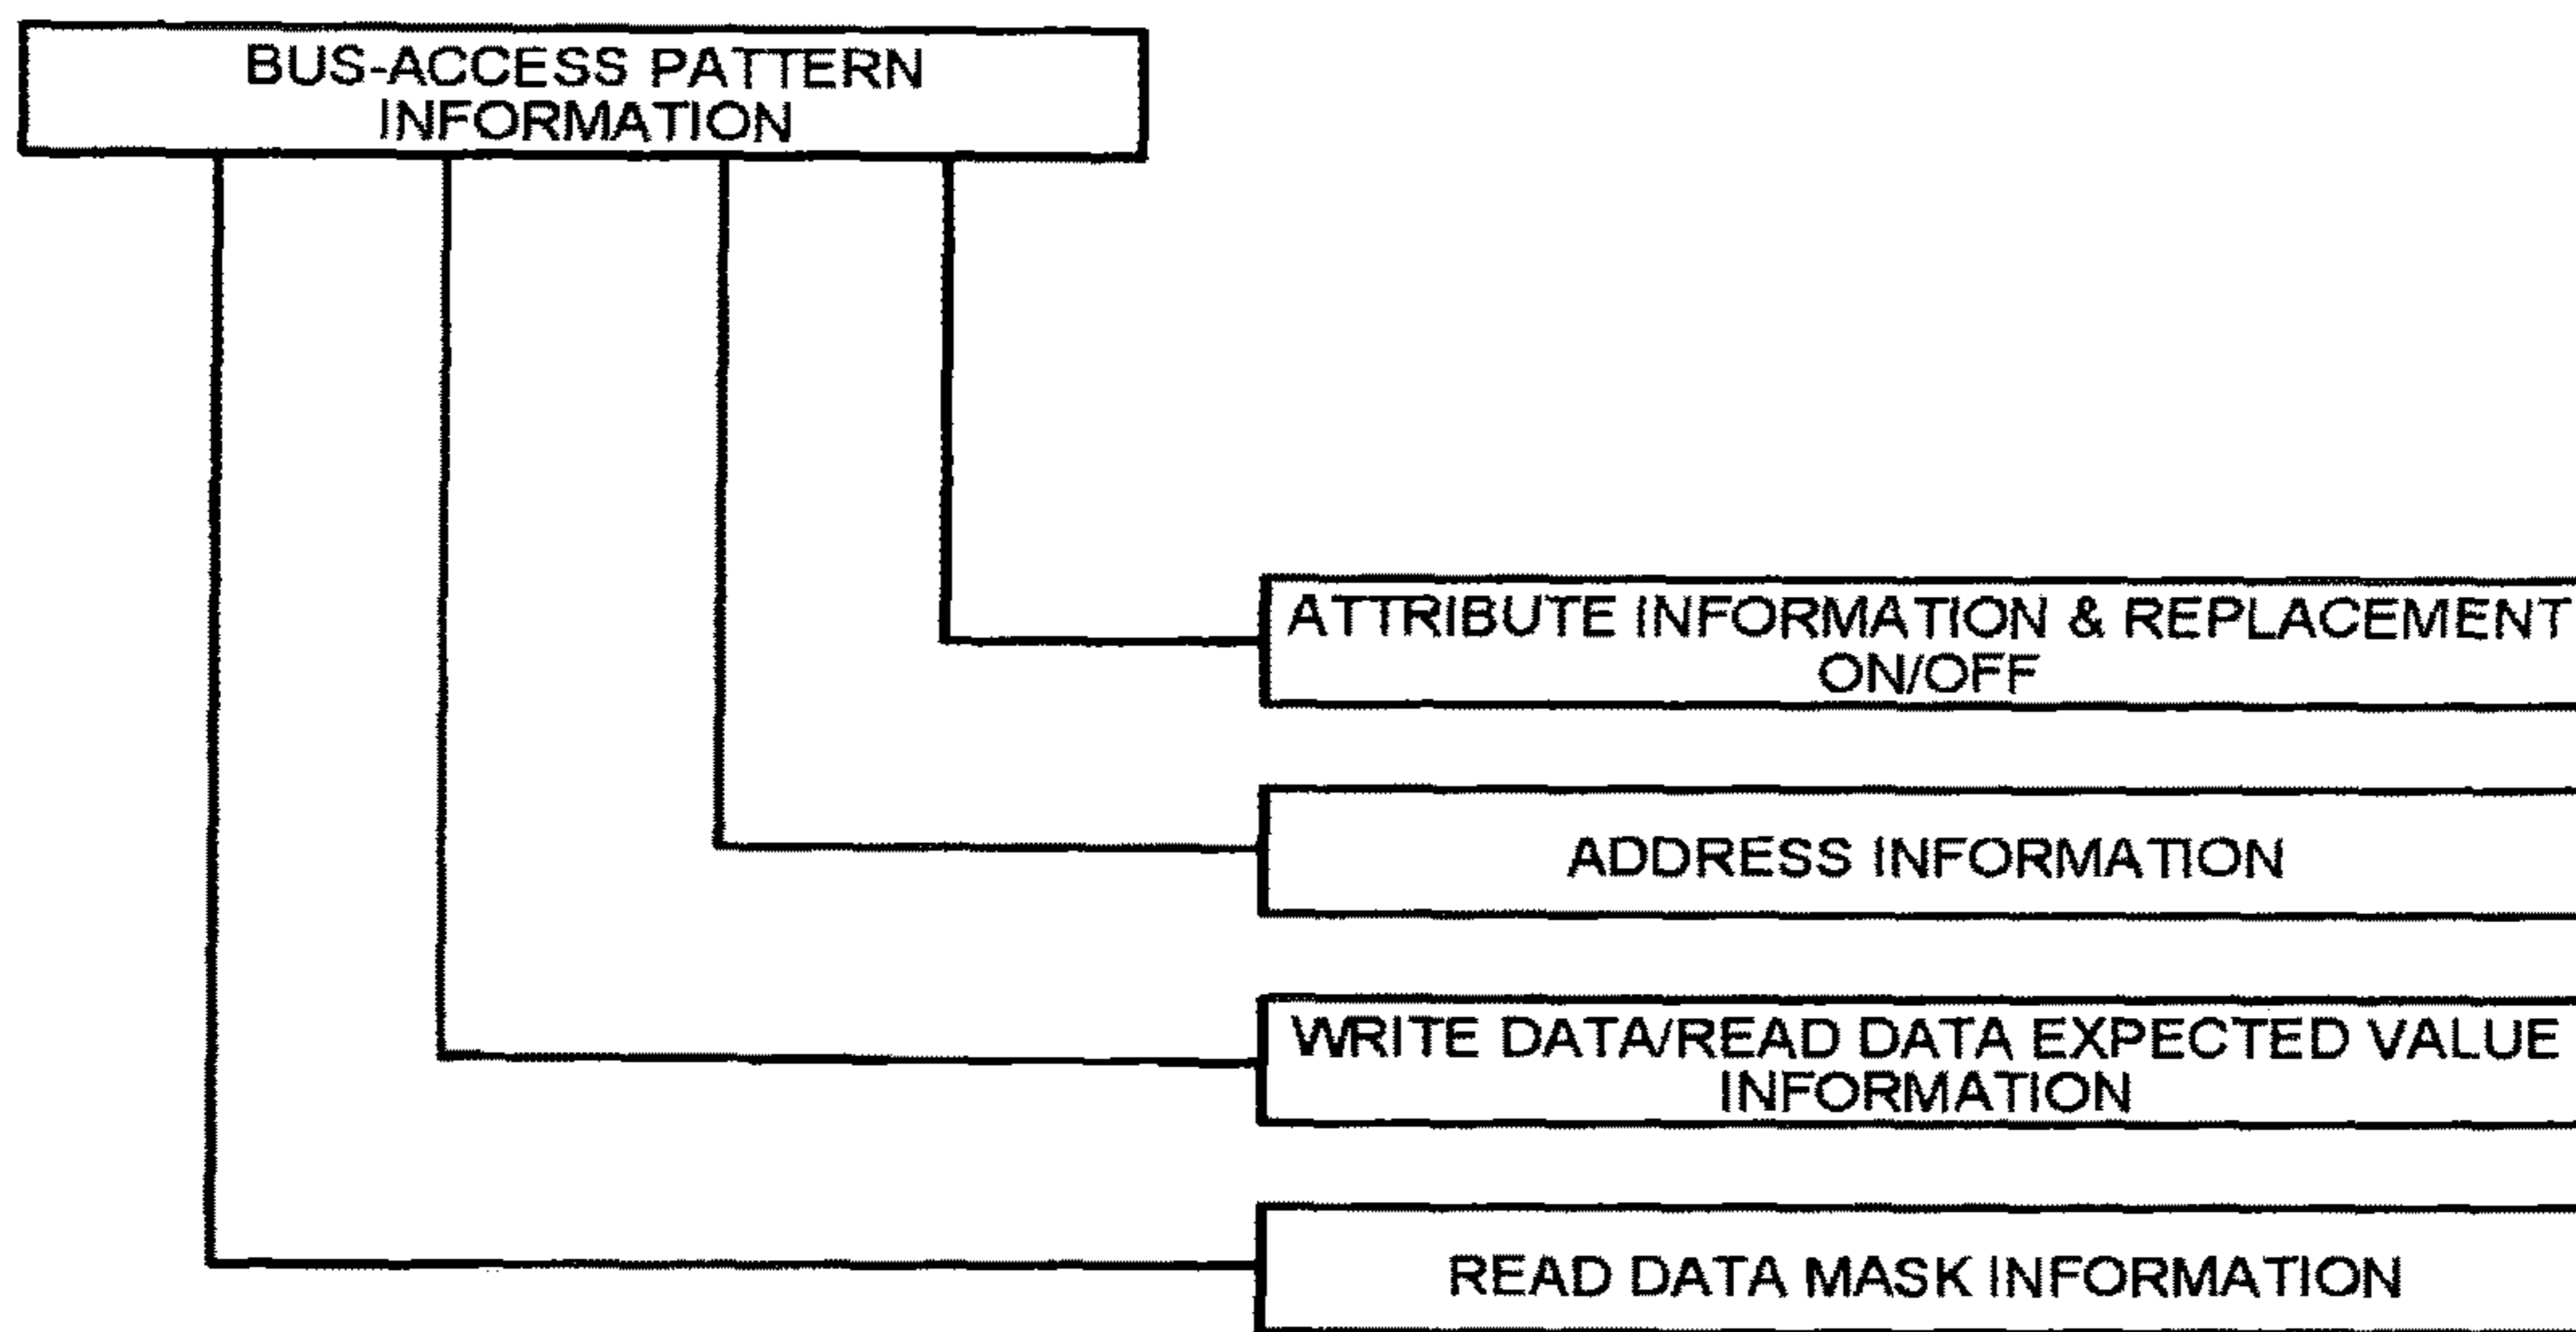 BUS-ACCESS PATTERN
INFORMATION
ATTRIBUTE INFORMATION & REPLACEMENT
ON/OFF
ADDRESS INFORMATION
WRITE DATA/READ DATA EXPECTED VALUE
INFORMATION
READ DATA MASK INFORMATION